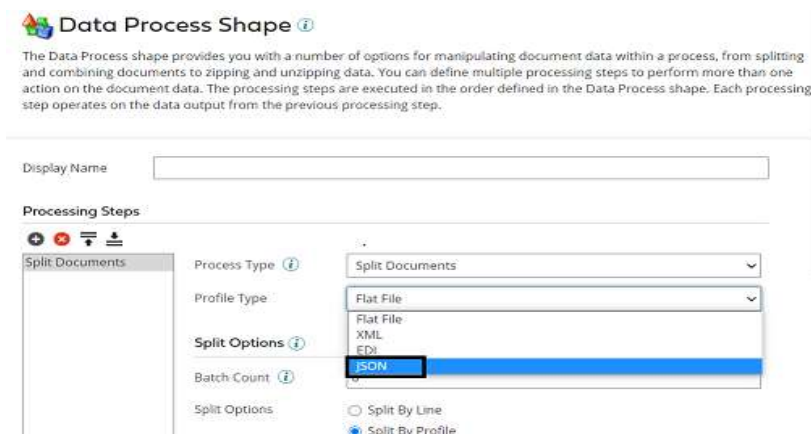 Data Process Shape
The Data Process shape provides you with a number of options for manipulating document data within a process, from splitting
and combining documents to zipping and unzipping data. You can define multiple processing steps to perform more than one
action on the document data. The processing steps are executed in the order defined in the Data Process shape. Each processing
step operates on the data output from the previous processing step.
Display Name
Processing Steps
Split Documents
Process Type
Split Documents
Profile Type
Flat File
Flat File
XML
EDI
JSON
Split Options
Batch Count
Split Options
Split By Line
Split By Profile